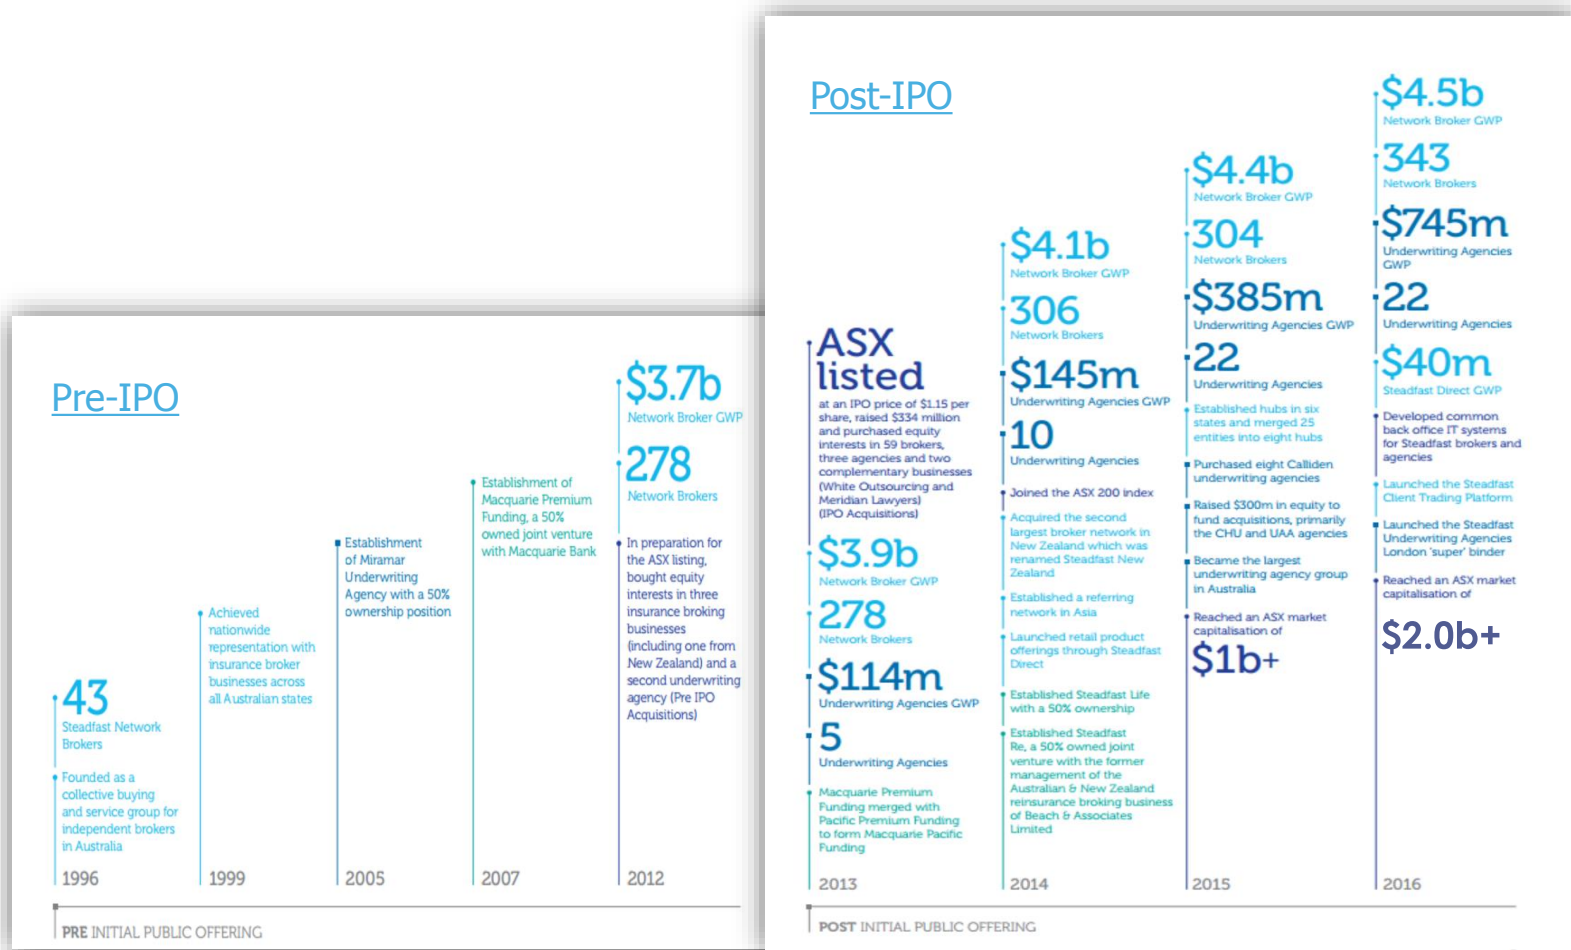 Pre-IPO
43
Steadfast Network
Brokers
Founded as a
collective buying
and service group for
independent brokers
in Australia
1996
Achieved
nationwide
representation with
insurance broker
businesses across
all Australian states
1999
Establishment
of Miramar
Underwriting
Agency with a 50%
ownership position
2005
Establishment of
Macquarie Premium
Funding, a 50%
owned joint venture
with Macquarie Bank
2007
$3.7b
Network Broker GWP
278
Network Brokers
In preparation for
the ASX listing,
bought equity
interests in three
insurance broking
businesses
(including one from
New Zealand) and a
second underwriting
agency (Pre IPO
Acquisitions)
2012
PRE INITIAL PUBLIC OFFERING
Post-IPO
ASX
listed
at an IPO price of $1.15 per
share, raised $334 million
and purchased equity
interests in 59 brokers,
three agencies and two
complementary businesses
(White Outsourcing and
Meridian Lawyers)
(IPO Acquisitions)
$3.9b
Network Broker GWP
278
Network Brokers
$114m
Underwriting Agencies GWP
5
Underwriting Agencies
Macquarie Premium
Funding merged with
Pacific Premium Funding
to form Macquarie Pacific
Funding
2013
$4.1b
Network Broker GWP
306
Network Brokers
$145m
Underwriting Agencies GWP
10
Underwriting Agencies
Joined the ASX 200 index
Acquired the second
largest broker network in
New Zealand which was
renamed Steadfast New
Zealand
Established a referring
network in Asia
Launched retail product
offerings through Steadfast
Direct
Established Steadfast Life
with a 50% ownership
Established Steadfast
Re, a 50% owned joint
venture with the former
management of the
Australian & New Zealand
reinsurance broking business
of Beach & Associates
Limited
2014
$4.4b
Network Broker GWP
304
Network Brokers
$385m
Underwriting Agencies GWP
22
Underwriting Agencies
Established hubs in six
states and merged 25
entities into eight hubs
Purchased eight Calliden
underwriting agencies
Raised $300m in equity to
fund acquisitions, primarily
the CHU and UAA agencies
Became the largest
underwriting agency group
in Australia
Reached an ASX market
capitalisation of
$1b+
2015
$4.5b
Network Broker GWP
343
Network Brokers
$745m
Underwriting Agencies
GWP
22
Underwriting Agencies
$40m
Steadfast Direct GWP
Developed common
back office IT systems
for Steadfast brokers and
agencies
Launched the Steadfast
Client Trading Platform
Launched the Steadfast
Underwriting Agencies
London 'super' binder
Reached an ASX market
capitalisation of
$2.0b+
2016
POST INITIAL PUBLIC OFFERING